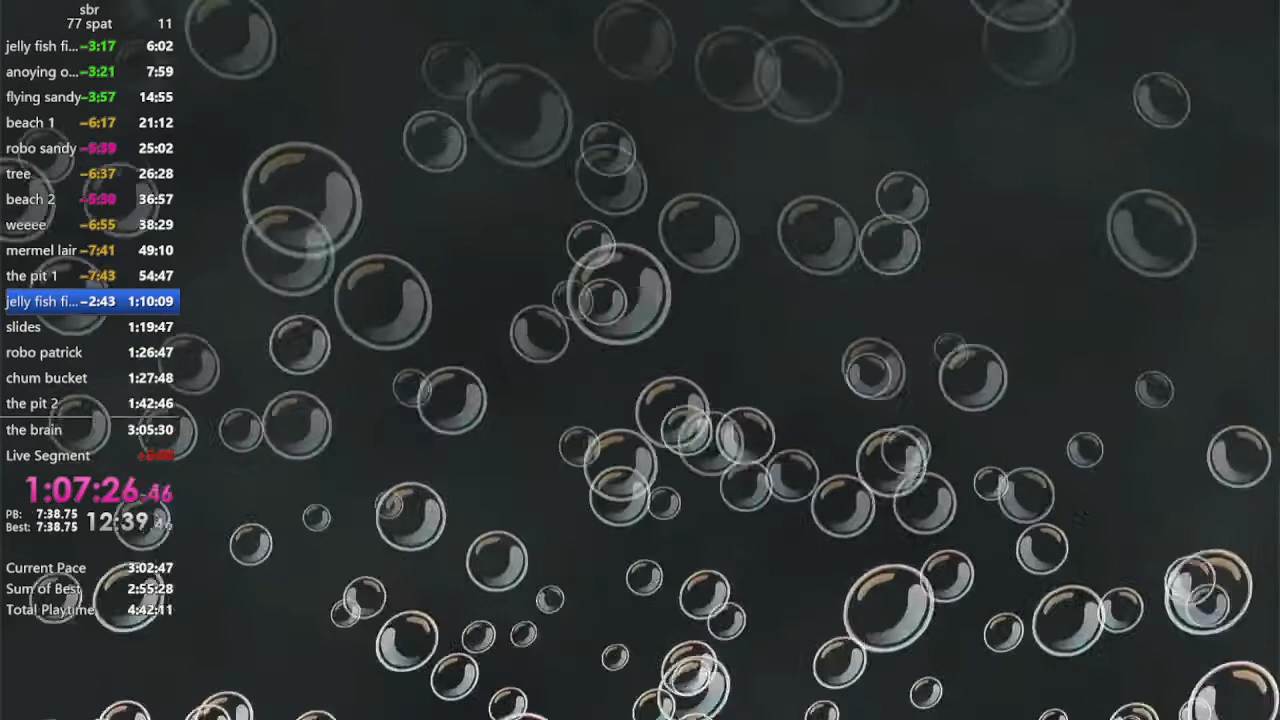 sbr
77 spat 11
jelly fish fi... −3:17 6:02
anoying o... −3:21 7:59
flying sandy −3:57 14:55
beach 1 −6:17 21:12
robo sandy −5:39 25:02
tree −6:37 26:28
beach 2 −5:30 36:57
weeee −6:55 38:29
mermel lair −7:41 49:10
the pit 1 −7:43 54:47
jelly fish fi... −2:43 1:10:09
slides 1:19:47
robo patrick 1:26:47
chum bucket 1:27:48
the pit 2 1:42:46
the brain 3:05:30
Live Segment
1:07:26.46
PB: 7:38.75
Best: 7:38.75 12:39
Current Pace 3:02:47
Sum of Best 2:55:28
Total Playtime 4:42:11